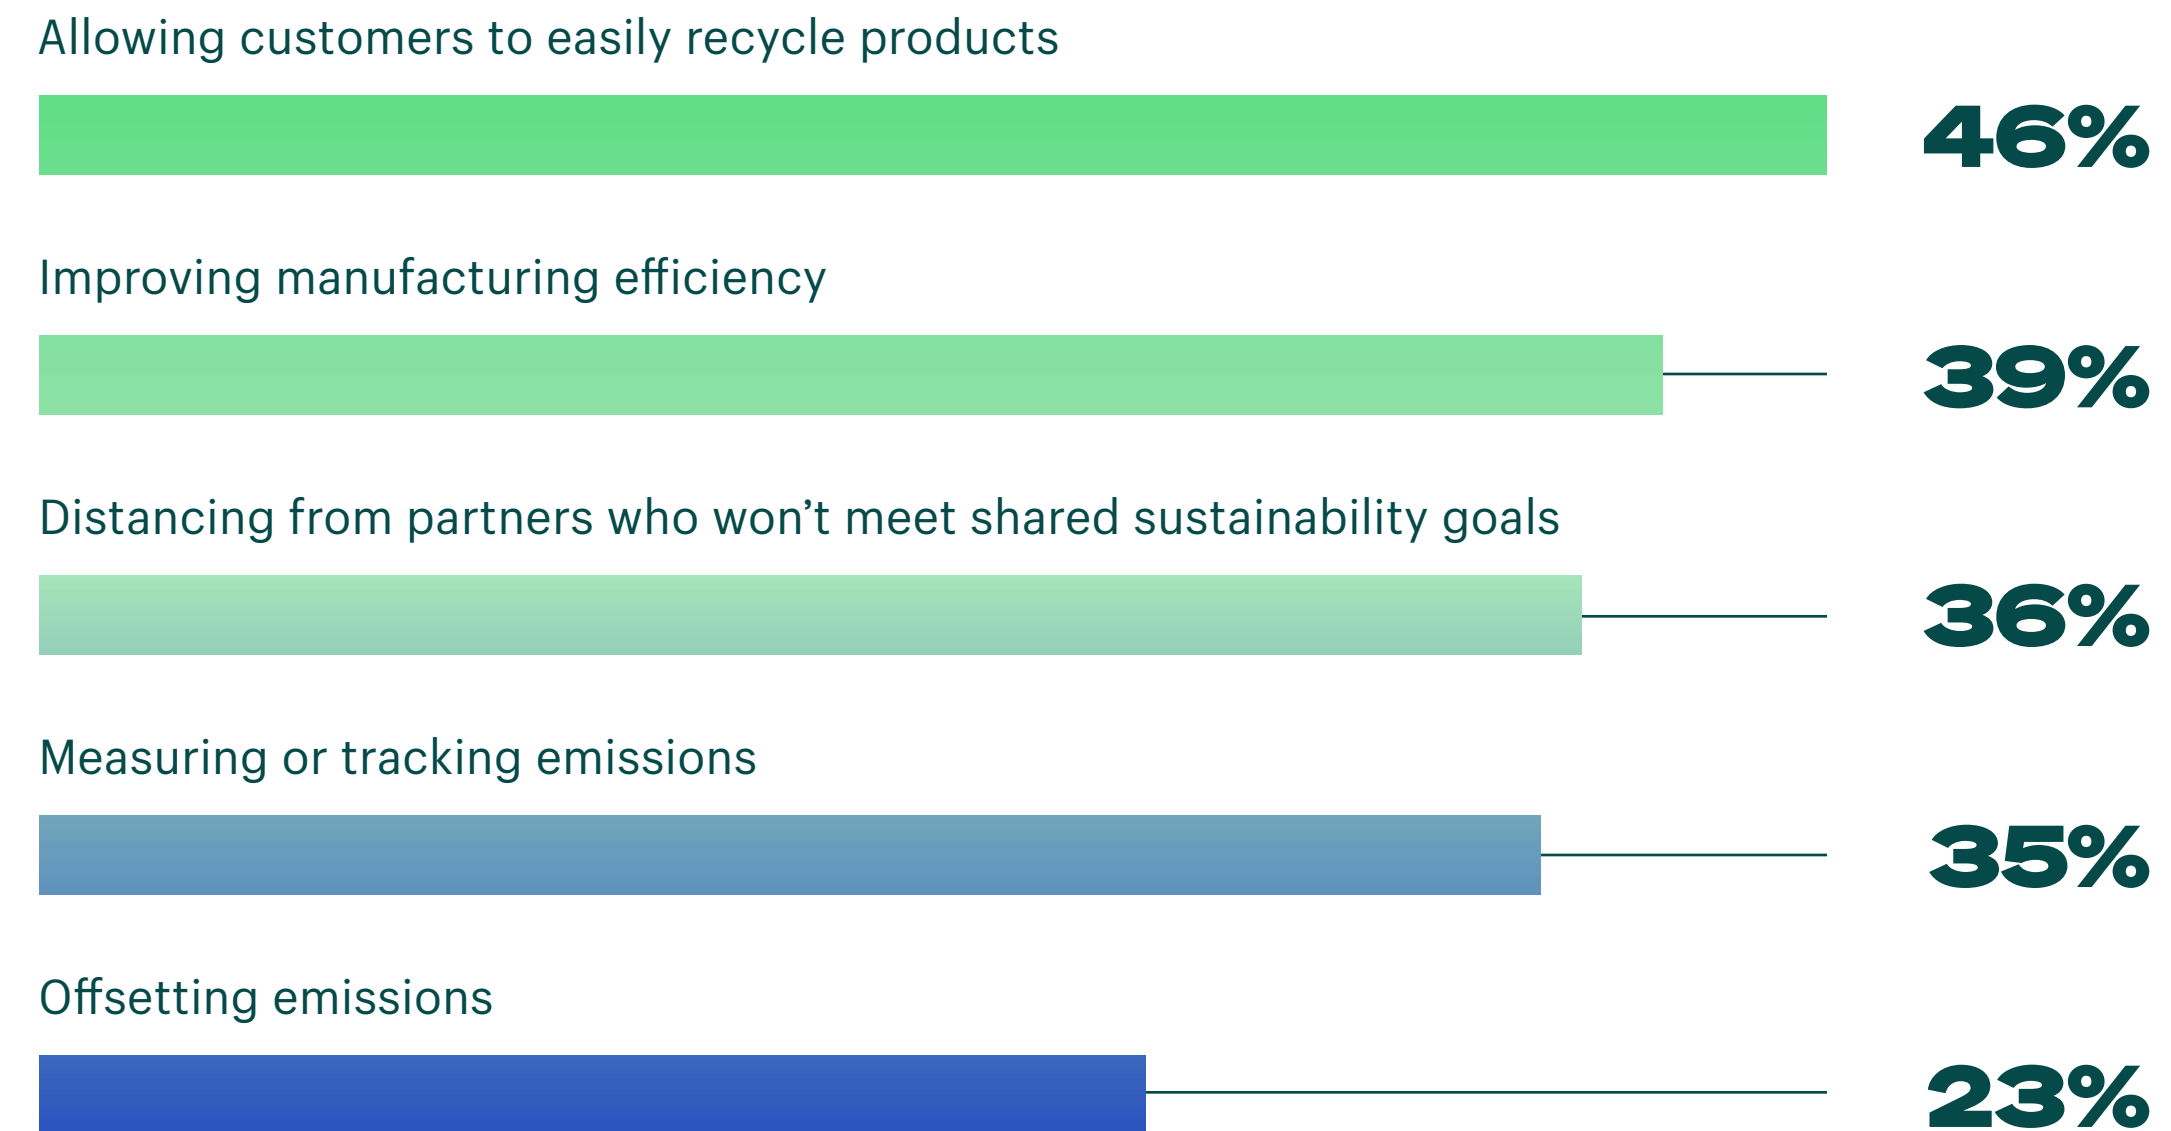 Allowing customers to easily recycle products
46%
Improving manufacturing efficiency
39%
Distancing from partners who won’t meet shared sustainability goals
36%
Measuring or tracking emissions
35%
Offsetting emissions
23%